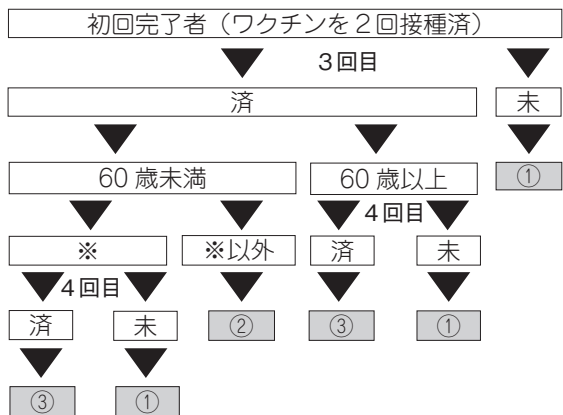 初回完了者（ワクチンを２回接種済）
３回目
済
未
60 歳未満
60 歳以上
①
４回目
※
※以外
済
未
４回目
済
未
②
③
①
③
①